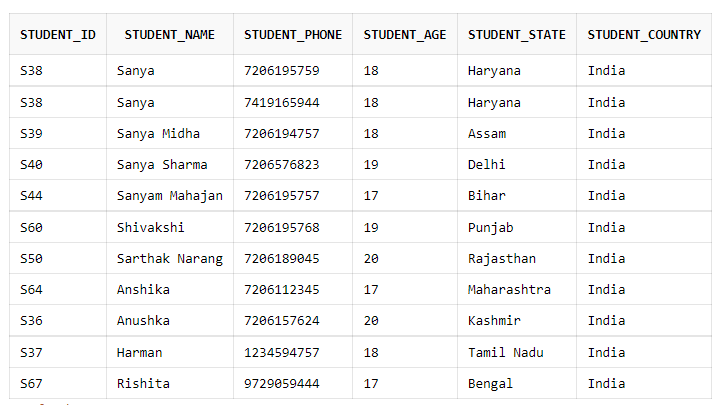 STUDENT_ID STUDENT_NAME STUDENT_PHONE STUDENT_AGE STUDENT_STATE STUDENT_COUNTRY
S38 Sanya 7206195759 18 Haryana India
S38 Sanya 7419165944 18 Haryana India
S39 Sanya Midha 7206194757 18 Assam India
S40 Sanya Sharma 7206576823 19 Delhi India
S44 Sanyam Mahajan 7206195757 17 Bihar India
S60 Shivakshi 7206195768 19 Punjab India
S50 Sarthak Narang 7206189045 20 Rajasthan India
S64 Anshika 7206112345 17 Maharashtra India
S36 Anushka 7206157624 20 Kashmir India
S37 Harman 1234594757 18 Tamil Nadu India
S67 Rishita 9729059444 17 Bengal India